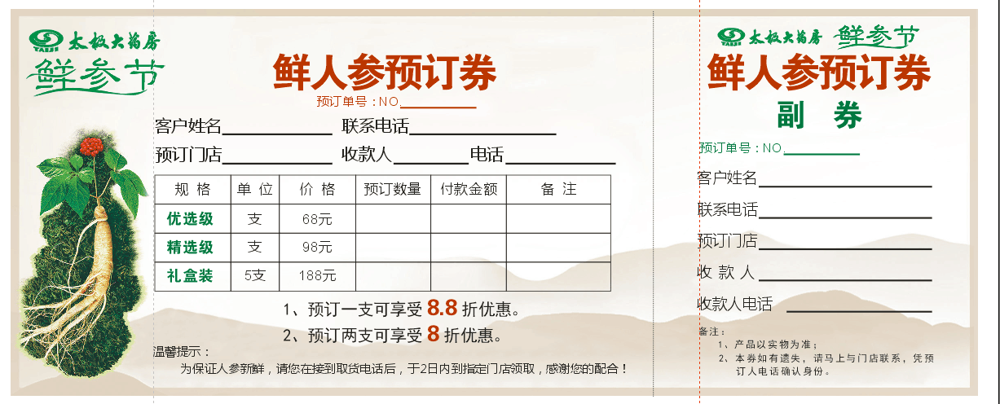 TAIJI
太极大药房
鲜参节
鲜人参预订券
预订单号：NO.
客户姓名 联系电话
预订门店 收款人 电话
规 格 单 位 价 格 预订数量 付款金额 备 注
优选级 支 68元
精选级 支 98元
礼盒装 5支 188元
1、预订一支可享受 8.8 折优惠。
2、预订两支可享受 8 折优惠。
温馨提示：
为保证人参新鲜，请您在接到取货电话后，于2日内到指定门店领取，感谢您的配合！
TAIJI
太极大药房 鲜参节
鲜人参预订券
副 券
预订单号：NO.
客户姓名
联系电话
预订门店
收 款 人
收款人电话
备注：
1、产品以实物为准；
2、本券如有遗失，请马上与门店联系，凭预
订人电话确认身份。